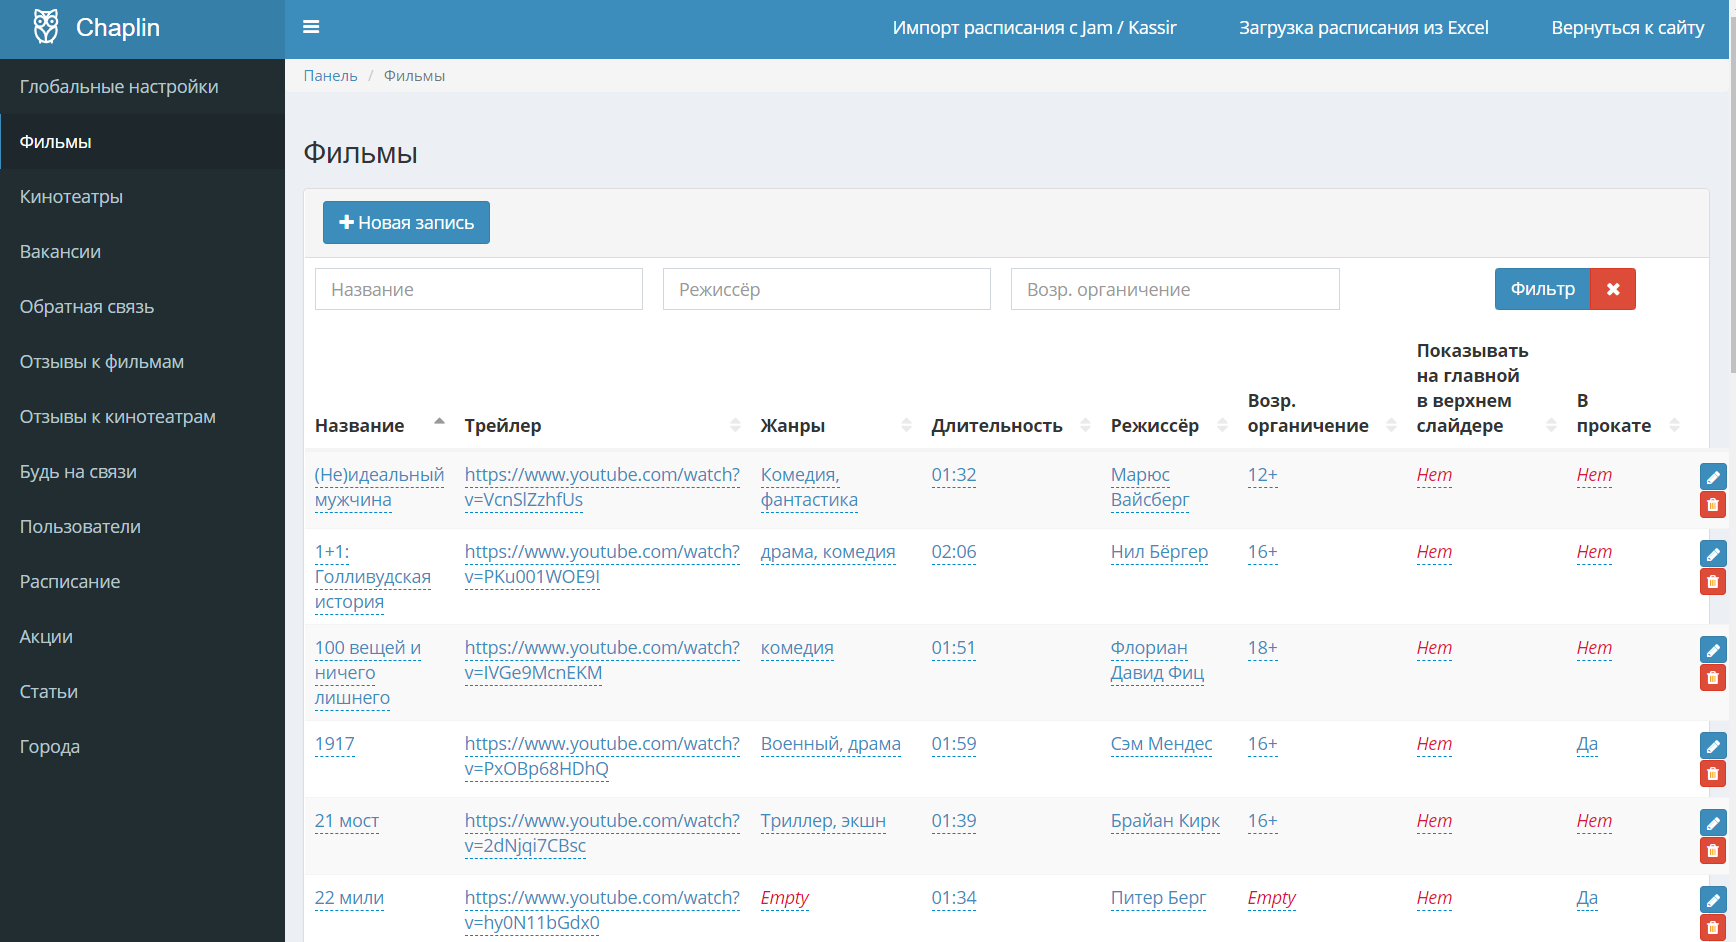 Chaplin
Импорт расписания с Jam / Kassir
Загрузка расписания из Excel
Вернуться к сайту
Глобальные настройки
Фильмы
Кинотеатры
Вакансии
Обратная связь
Отзывы к фильмам
Отзывы к кинотеатрам
Будь на связи
Пользователи
Расписание
Акции
Статьи
Города
Панель / Фильмы
Фильмы
Новая запись
Название
Режиссёр
Возр. органичение
Фильтр
Название
Трейлер
Жанры
Длительность
Режиссёр
Возр.
органичение
Показывать
на главной
в верхнем
слайдере
В
прокате
(Не)идеальный
мужчина
https://www.youtube.com/watch?
v=VcnSlZzhfUs
Комедия,
фантастика
01:32
Марюс
Вайсберг
12+
Нет
Нет
1+1:
Голливудская
история
https://www.youtube.com/watch?
v=PKu001WOE9I
драма, комедия
02:06
Нил Бёргер
16+
Нет
Нет
100 вещей и
ничего
лишнего
https://www.youtube.com/watch?
v=IVGe9McnEKM
комедия
01:51
Флориан
Давид Фиц
18+
Нет
Нет
1917
https://www.youtube.com/watch?
v=PxOBp68HDhQ
Военный, драма
01:59
Сэм Мендес
16+
Нет
Да
21 мост
https://www.youtube.com/watch?
v=2dNjqi7CBsc
Триллер, экшн
01:39
Брайан Кирк
16+
Нет
Нет
22 мили
https://www.youtube.com/watch?
v=hy0N11bGdx0
Empty
01:34
Питер Берг
Empty
Нет
Да